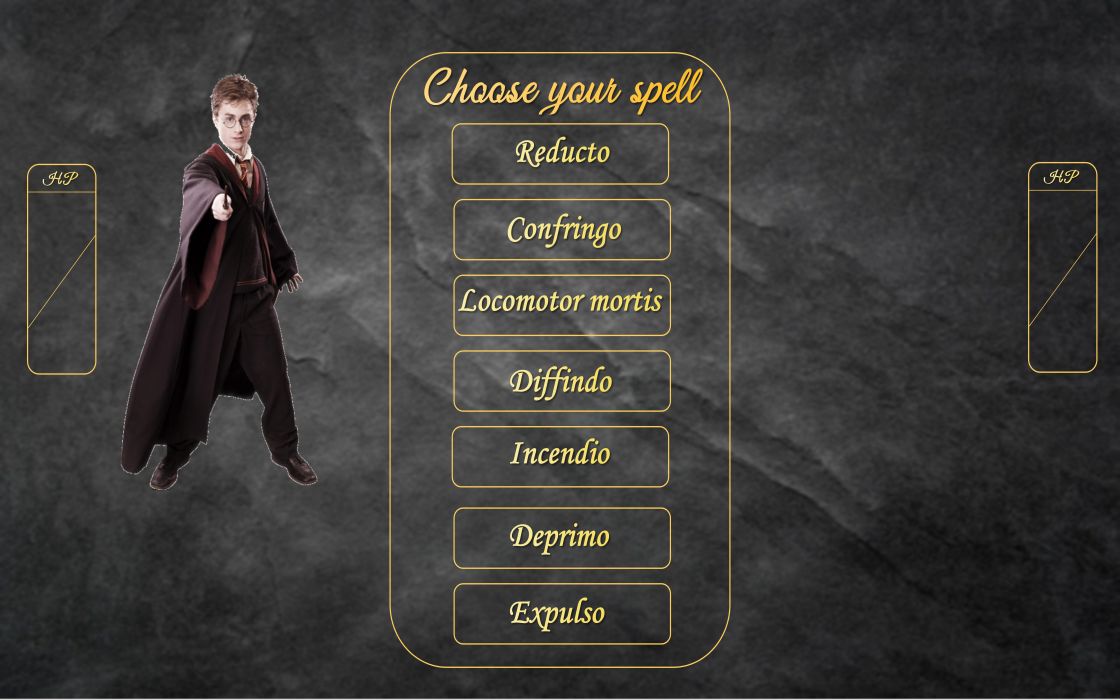 Choose your spell
HP
Reducto
HP
Confringo
Locomotor mortis
Diffindo
Incendio
Deprimo
Expulso